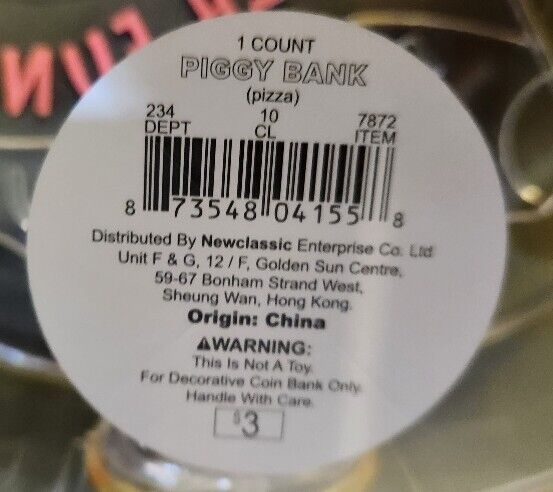 1 COUNT
PIGGY BANK
(pizza)
234 10 7872
DEPT CL ITEM
8 73548 04155 8
Distributed By Newclassic Enterprise Co. Ltd
Unit F & G, 12 / F, Golden Sun Centre,
59-67 Bonham Strand West,
Sheung Wan, Hong Kong.
Origin: China
⚠WARNING:
This Is Not A Toy.
For Decorative Coin Bank Only.
Handle With Care.
$3